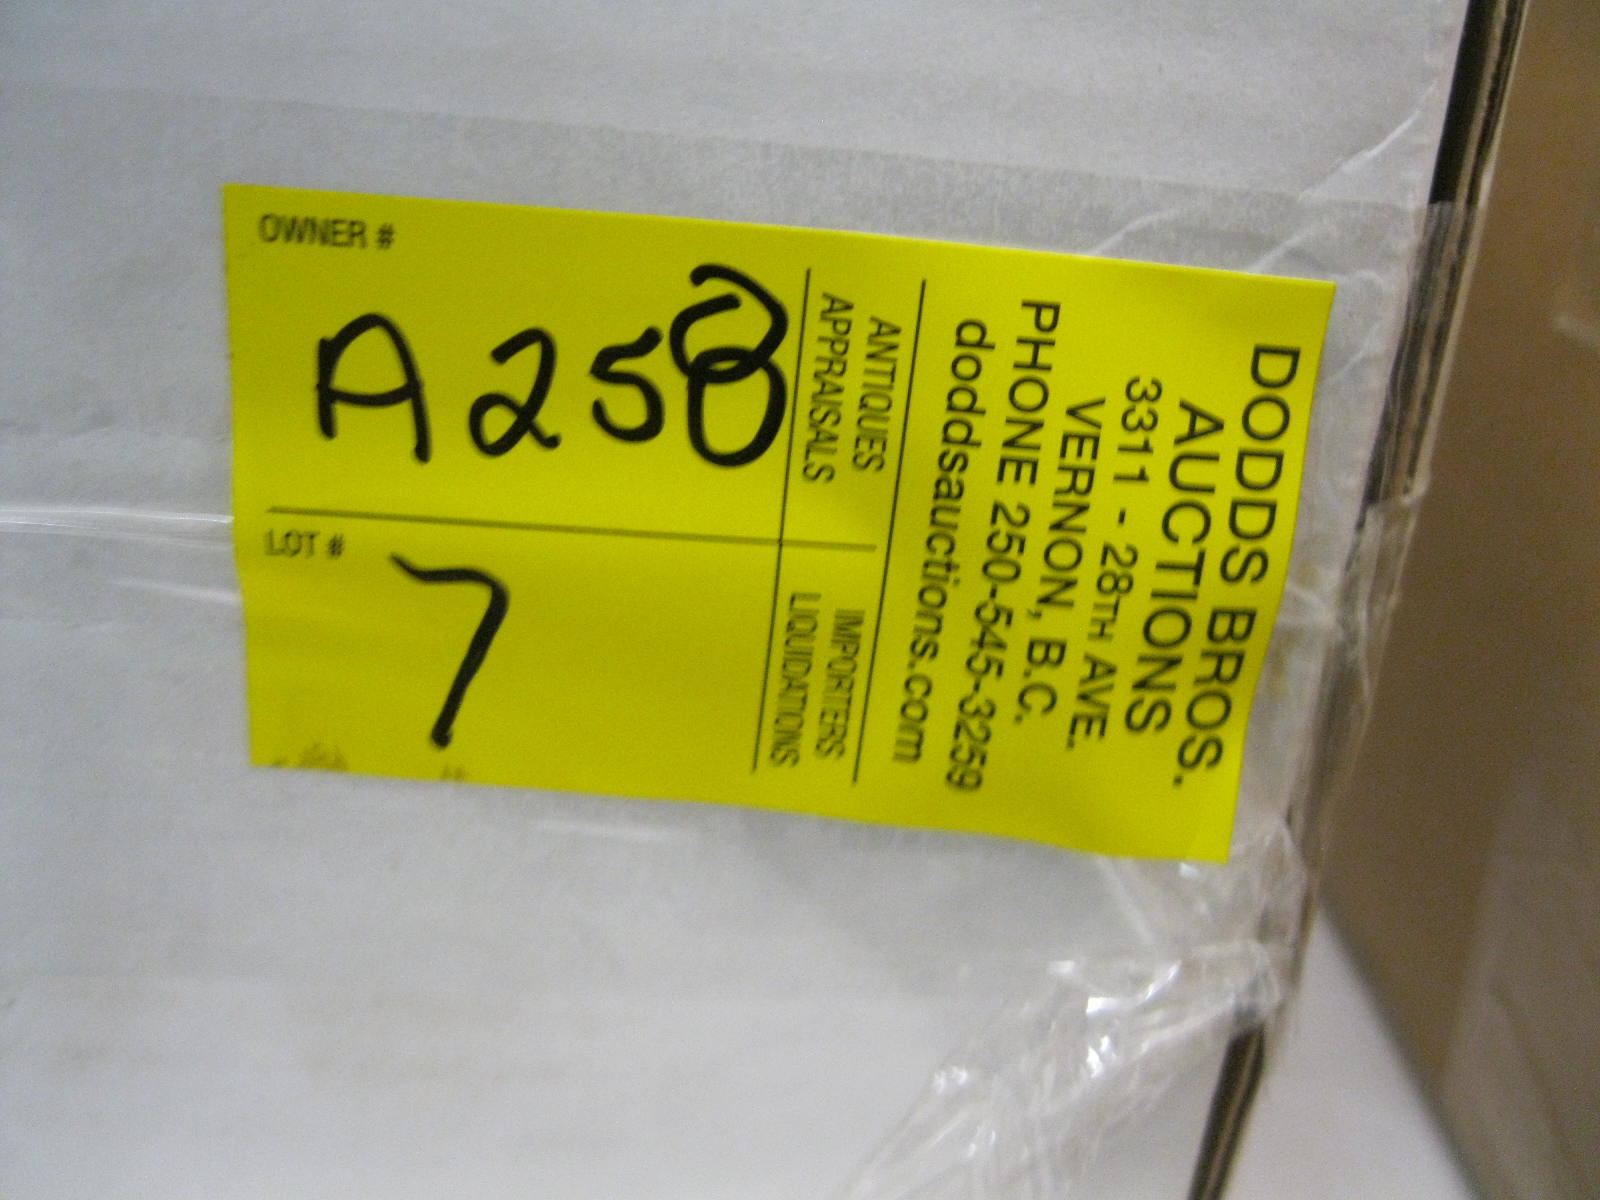 DODDS BROS.
AUCTIONS
3311 - 28TH AVE.
VERNON, B.C.
PHONE 250-545-3259
doddsauctions.com
ANTIQUES
APPRAISALS
IMPORTERS
LIQUIDATIONS
OWNER #
A258
LOT #
7